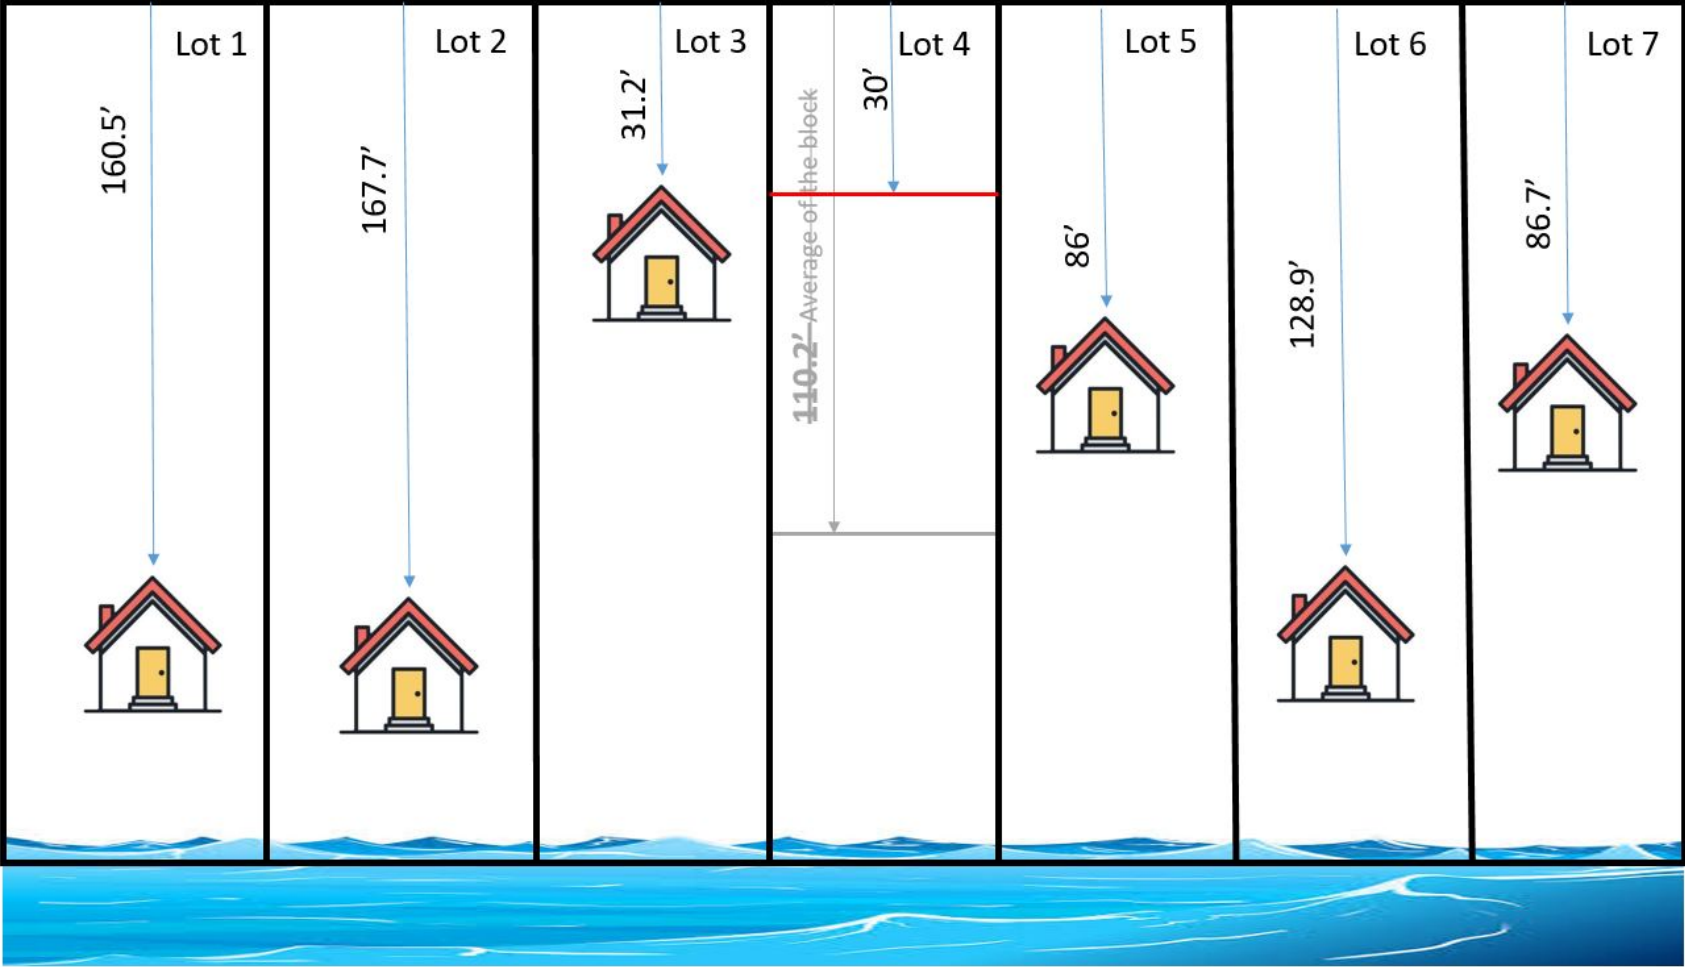 Lot 1
160.5’
Lot 2
167.7’
Lot 3
31.2’
Lot 4
110.2’ Average of the block
30’
Lot 5
86’
Lot 6
128.9’
Lot 7
86.7’